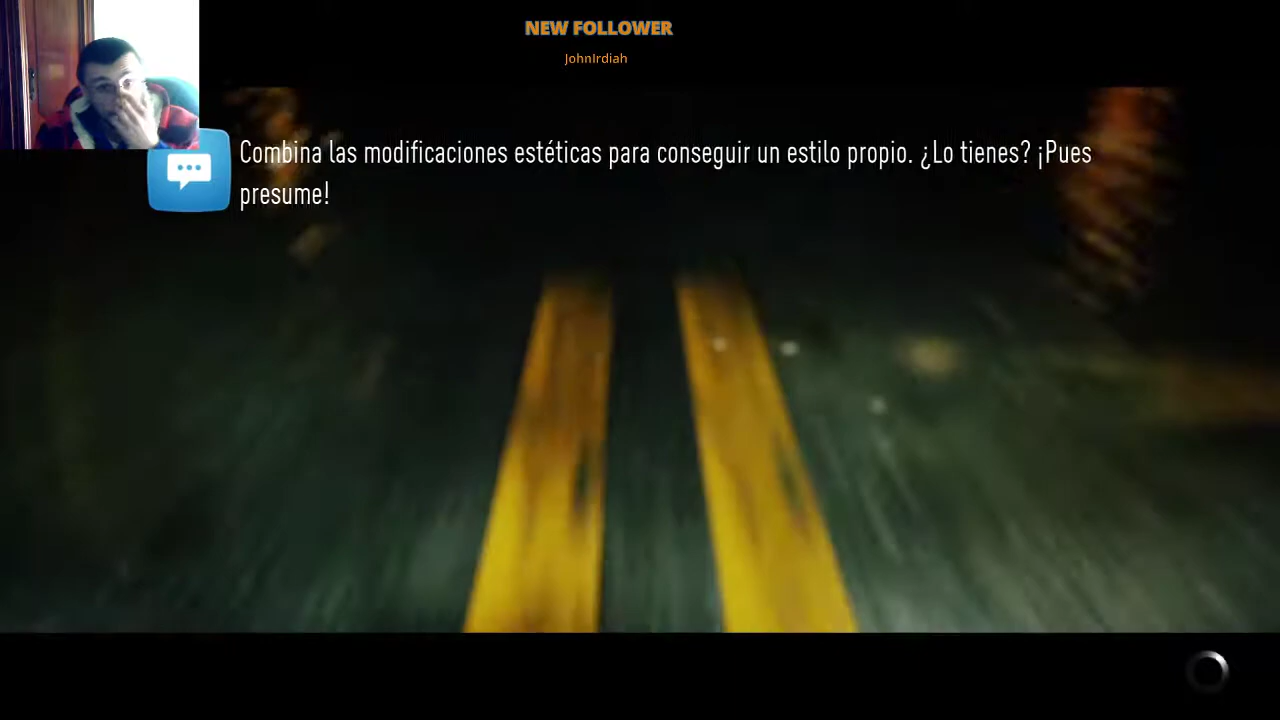 NEW FOLLOWER
JohnIrdiah
Combina las modificaciones estéticas para conseguir un estilo propio. ¿Lo tienes? ¡Pues
presume!